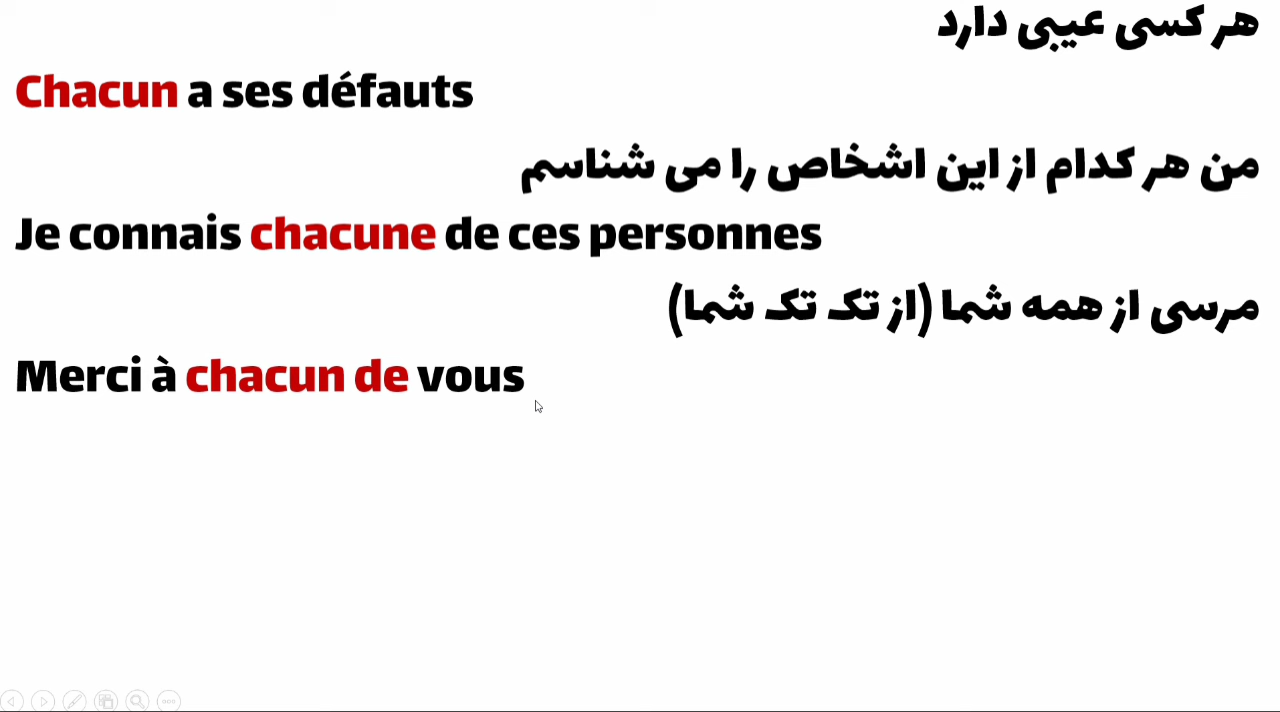 هر کسی عیبی دارد
Chacun a ses défauts
من هر کدام از این اشخاص را می شناسم
Je connais chacune de ces personnes
مرسی از همه شما (از تک تک شما)
Merci à chacun de vous